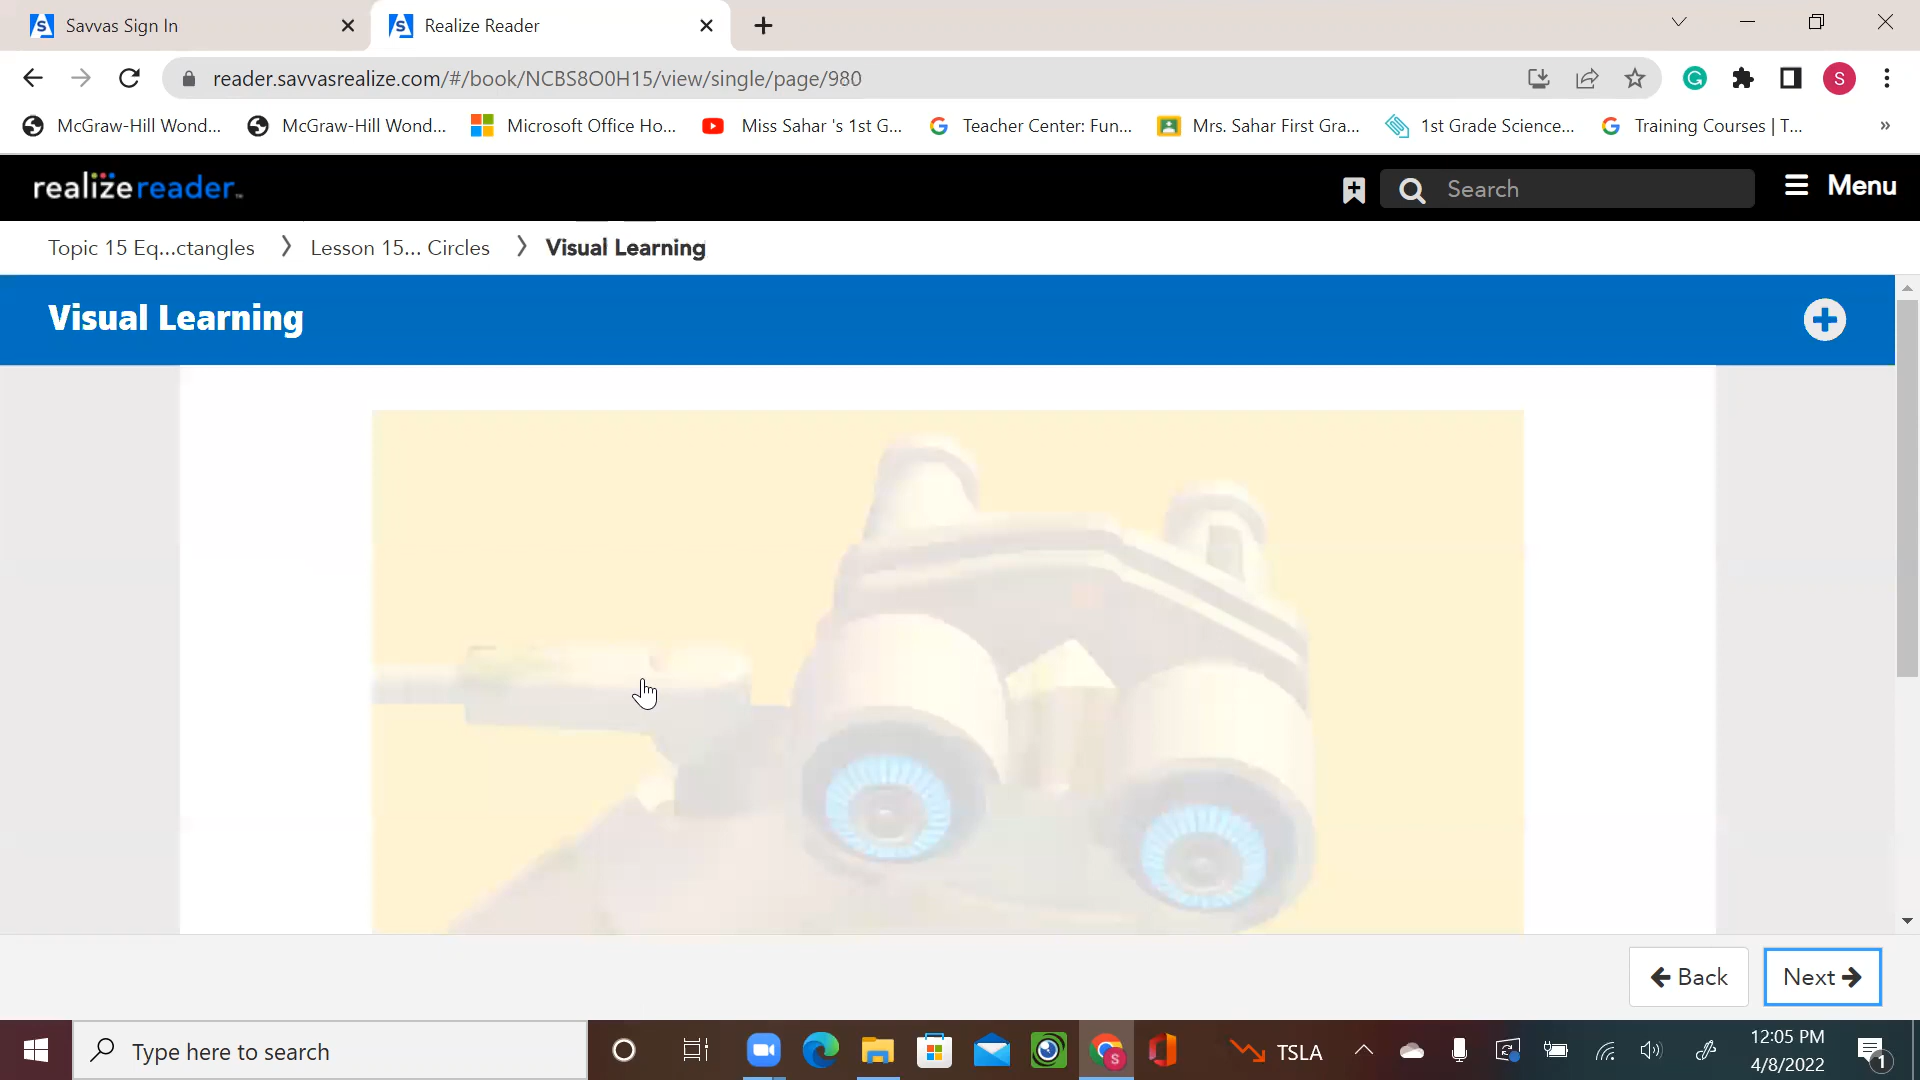 Savvas Sign In
Realize Reader
reader.savvasrealize.com/#/book/NCBS8O0H15/view/single/page/980
S
McGraw-Hill Wond...
McGraw-Hill Wond...
Microsoft Office Ho...
Miss Sahar 's 1st G...
Teacher Center: Fun...
Mrs. Sahar First Gra...
1st Grade Science...
Training Courses | T...
»
realizereader™
Search
Menu
Topic 15 Eq...ctangles
Lesson 15... Circles
Visual Learning
Visual Learning
Back
Next
Type here to search
TSLA
12:05 PM
4/8/2022
1